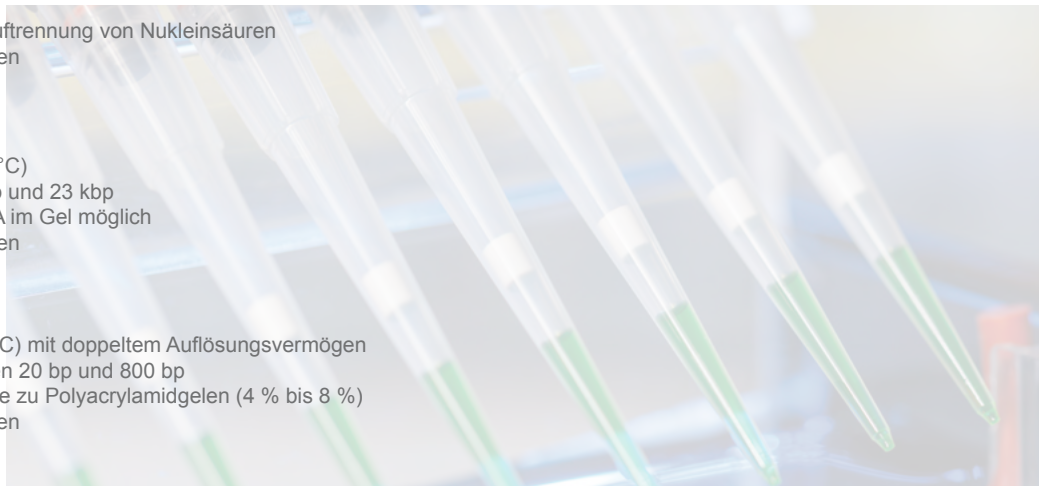 uftrennung von Nukleinsäuren
en
°C)
und 23 kbp
A im Gel möglich
en
C) mit doppeltem Auflösungsvermögen
n 20 bp und 800 bp
e zu Polyacrylamidgelen (4 % bis 8 %)
en